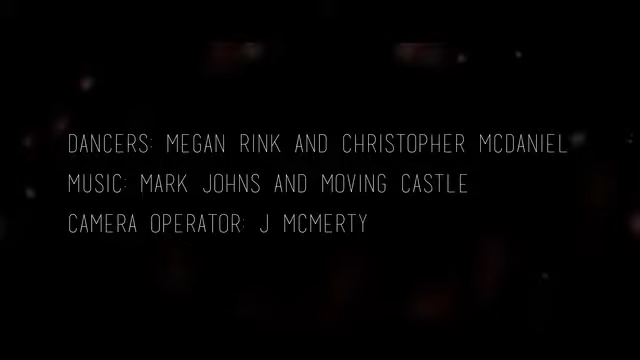 DANCERS: MEGAN RINK AND CHRISTOPHER MCDANIEL
MUSIC: MARK JOHNS AND MOVING CASTLE
CAMERA OPERATOR: J MCMERTY